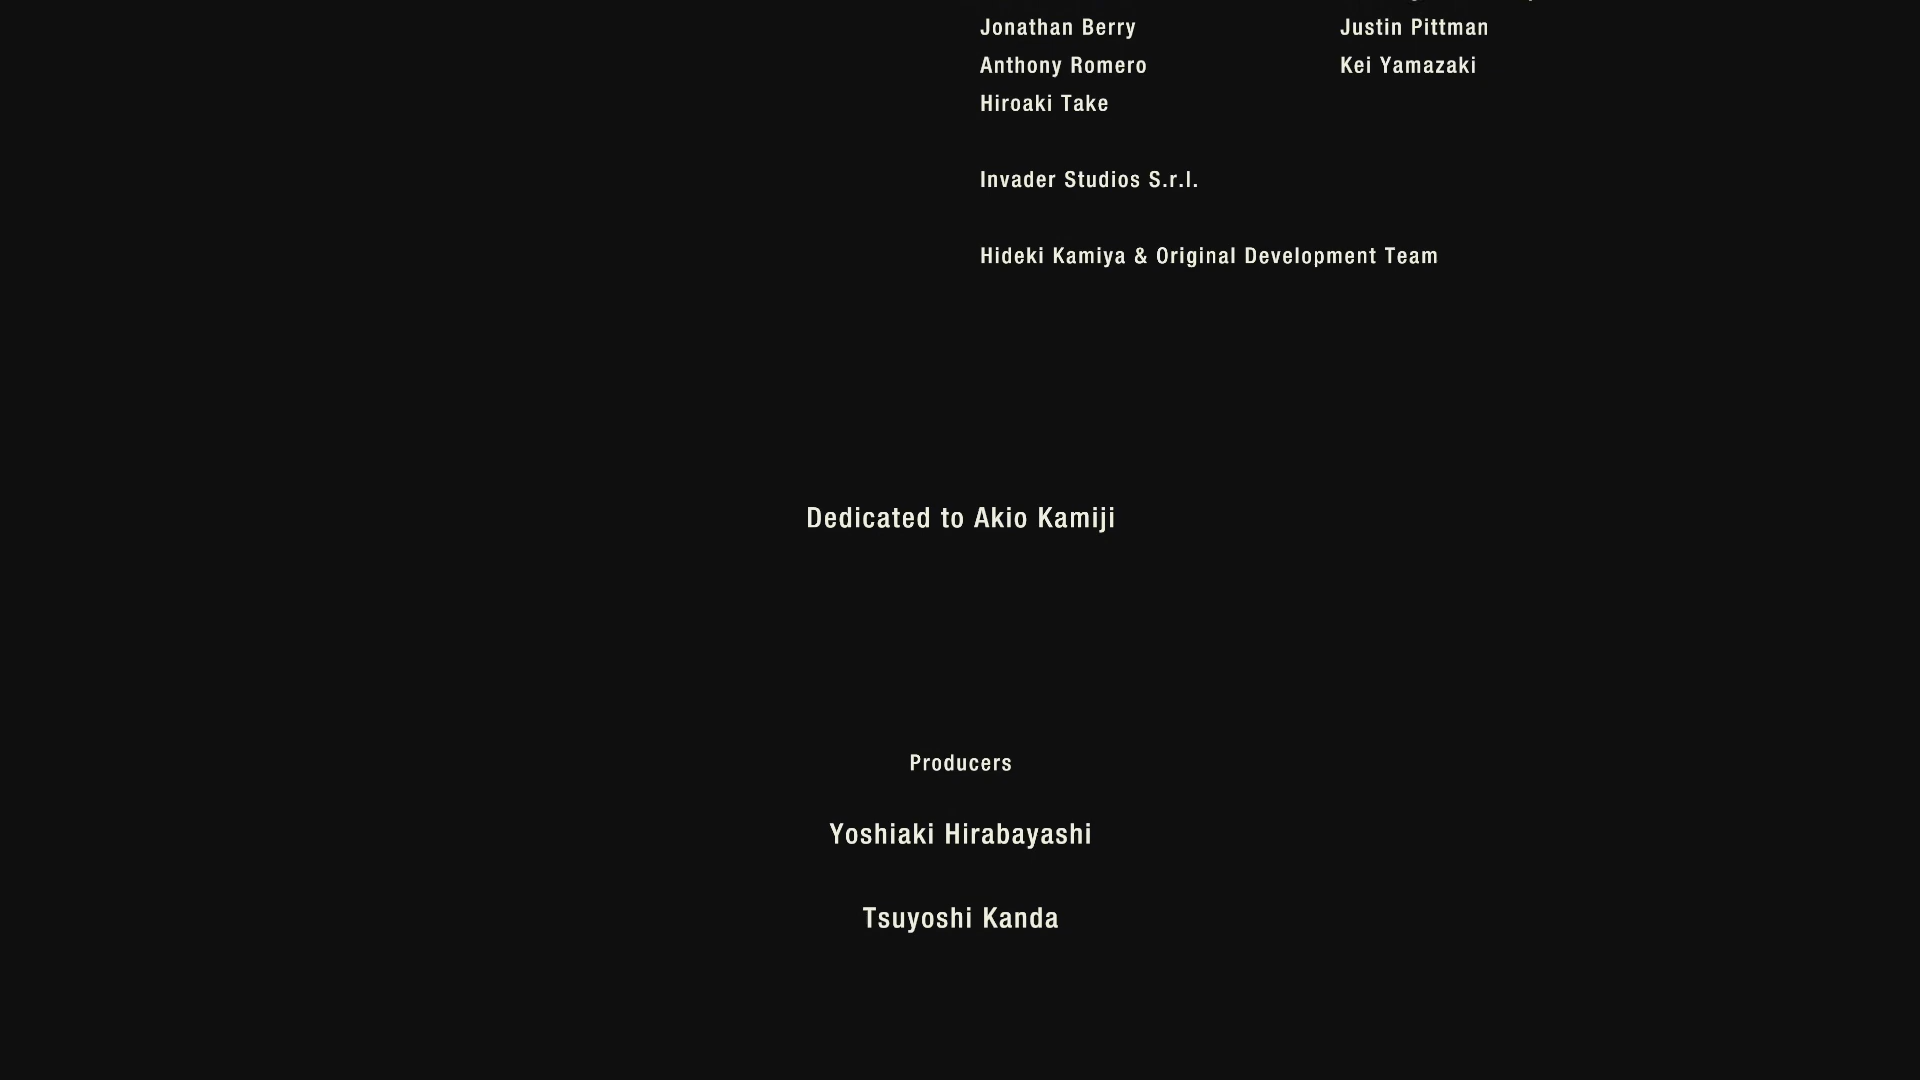 Jonathan Berry Justin Pittman
Anthony Romero Kei Yamazaki
Hiroaki Take
Invader Studios S.r.l.
Hideki Kamiya & Original Development Team
Dedicated to Akio Kamiji
Producers
Yoshiaki Hirabayashi
Tsuyoshi Kanda